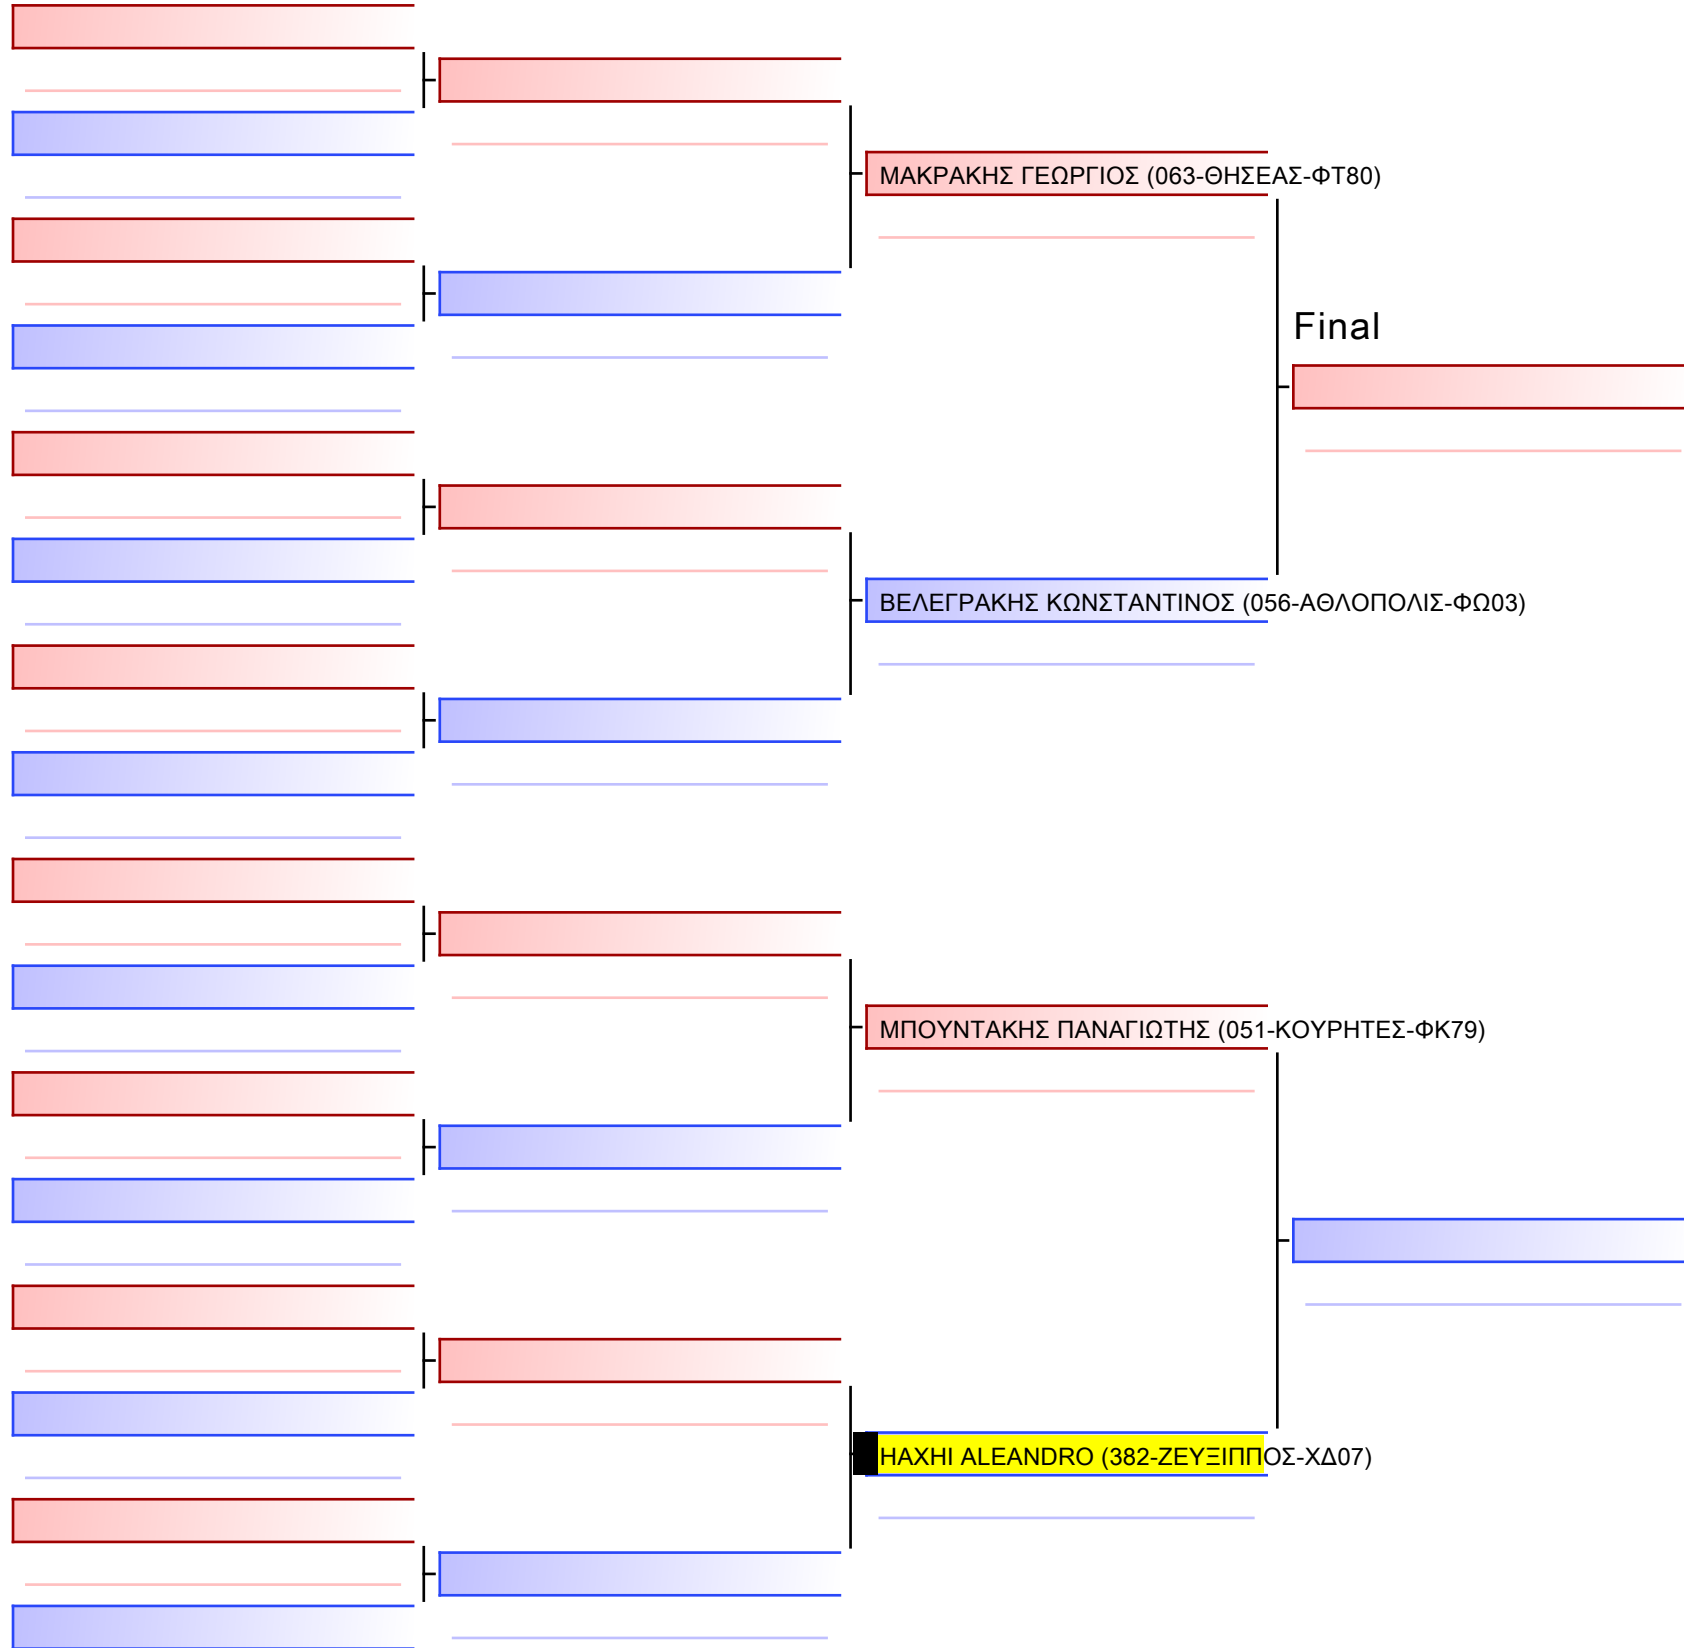 ΜΑΚΡΑΚΗΣ ΓΕΩΡΓΙΟΣ (063-ΘΗΣΕΑΣ-ΦΤ80)
Final
ΒΕΛΕΓΡΑΚΗΣ ΚΩΝΣΤΑΝΤΙΝΟΣ (056-ΑΘΛΟΠΟΛΙΣ-ΦΩ03)
ΜΠΟΥΝΤΑΚΗΣ ΠΑΝΑΓΙΩΤΗΣ (051-ΚΟΥΡΗΤΕΣ-ΦΚ79)
HAXHI ALEANDRO (382-ΖΕΥΞΙΠΠΟΣ-ΧΔ07)